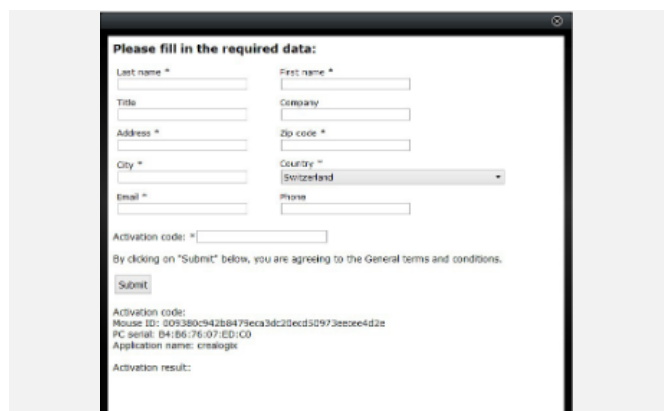 Please fill in the required data:
Last name * First name *
Title Company
Address * Zip code *
City * Country *
Switzerland
Email * Phone
Activation code: *
By clicking on "Submit" below, you are agreeing to the General terms and conditions.
Submit
Activation code:
Mouse ID:
PC serial: B4:B6:76:07:ED:C0
Application name: crealogix
Activation result::